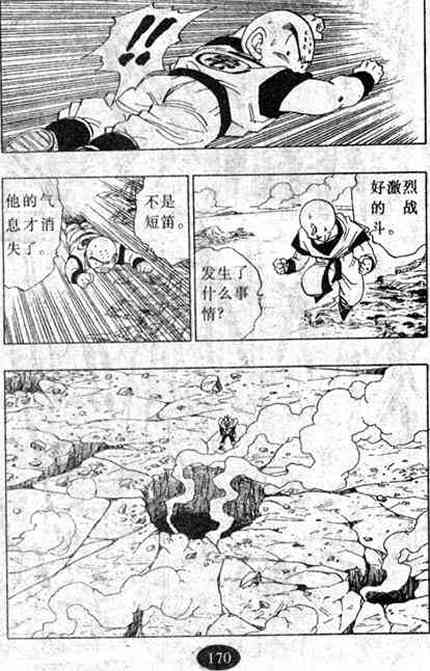 !!
好激烈
的战
斗。
发生了
什么事
情?
不是
短笛。
他的气
息才消
失了。
170